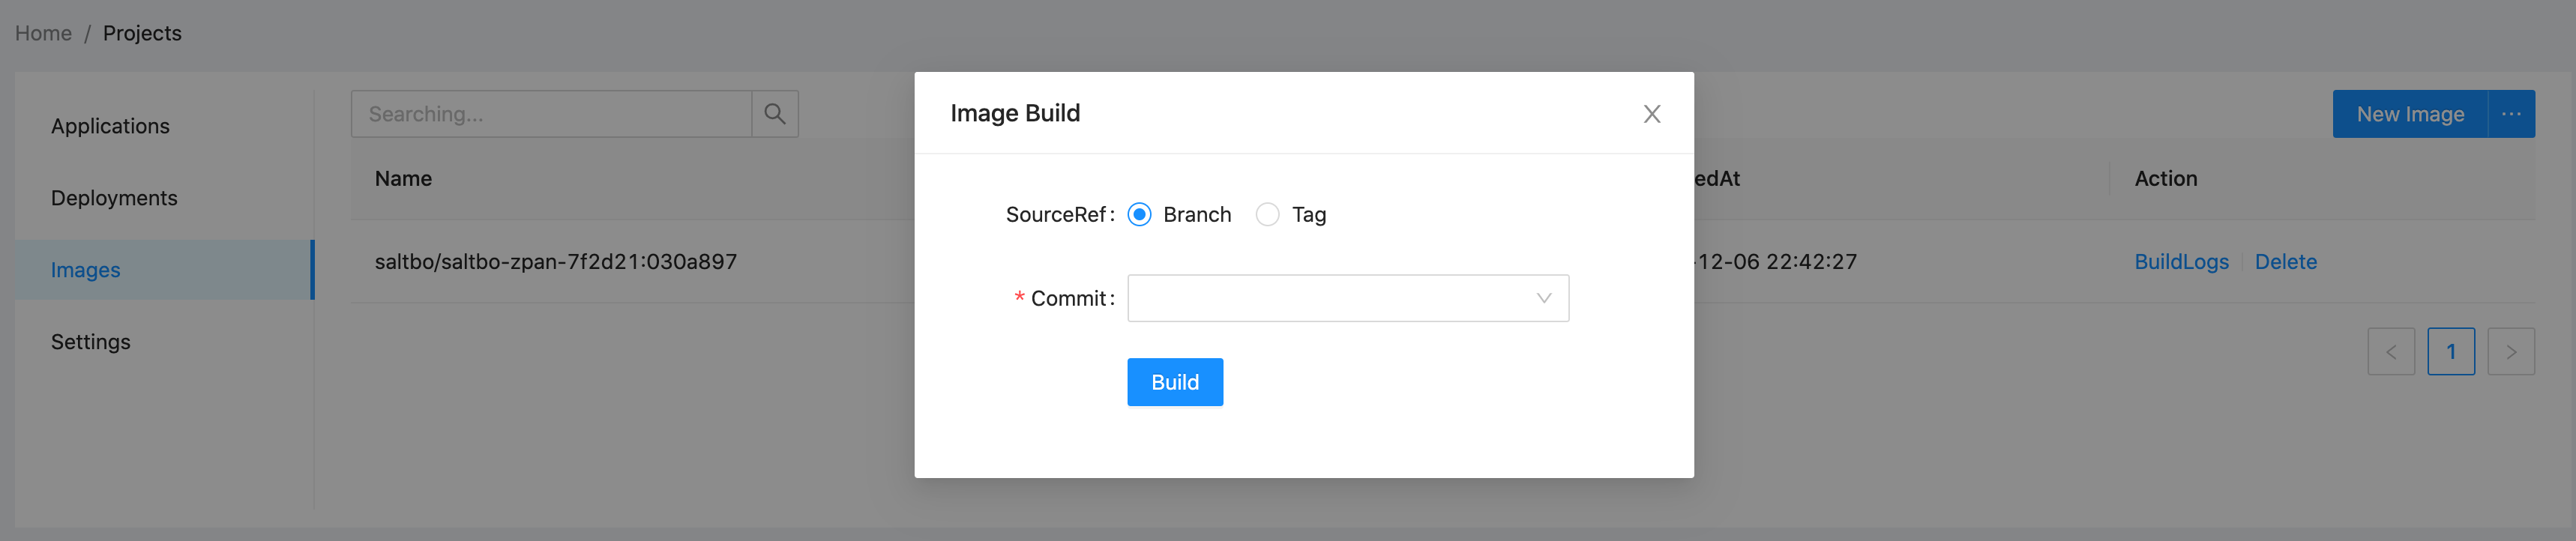 Home / Projects
Applications
Deployments
Images
Settings
Searching...
New Image ...
Name
edAt
Action
saltbo/saltbo-zpan-7f2d21:030a897
-12-06 22:42:27
BuildLogs Delete
< 1 >
Image Build
SourceRef: Branch Tag
* Commit:
Build